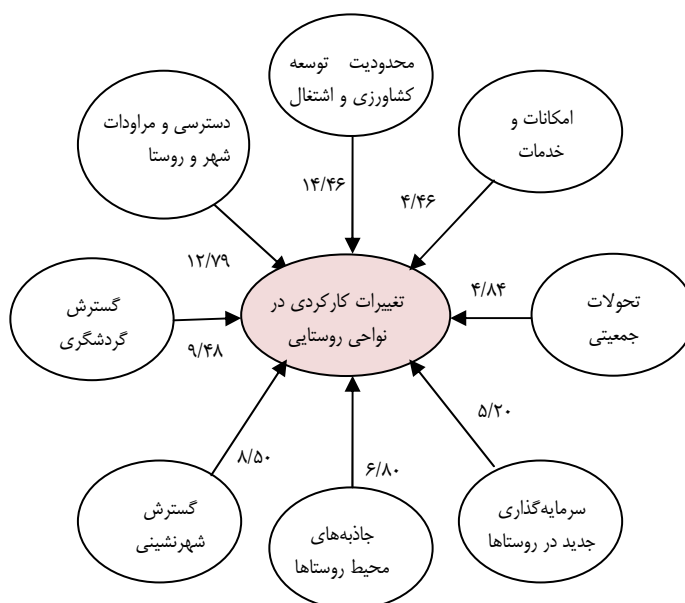 محدودیت توسعه
کشاورزی و اشتغال
۱۴/۴۶
امکانات و
خدمات
۴/۴۶
تحولات
جمعیتی
۴/۸۴
سرمایه‌گذاری
جدید در روستاها
۵/۲۰
جاذبه‌های
محیط روستاها
۶/۸۰
گسترش
شهرنشینی
۸/۵۰
گسترش
گردشگری
۹/۴۸
دسترسی و مراودات
شهر و روستا
۱۲/۷۹
تغییرات کارکردی در
نواحی روستایی